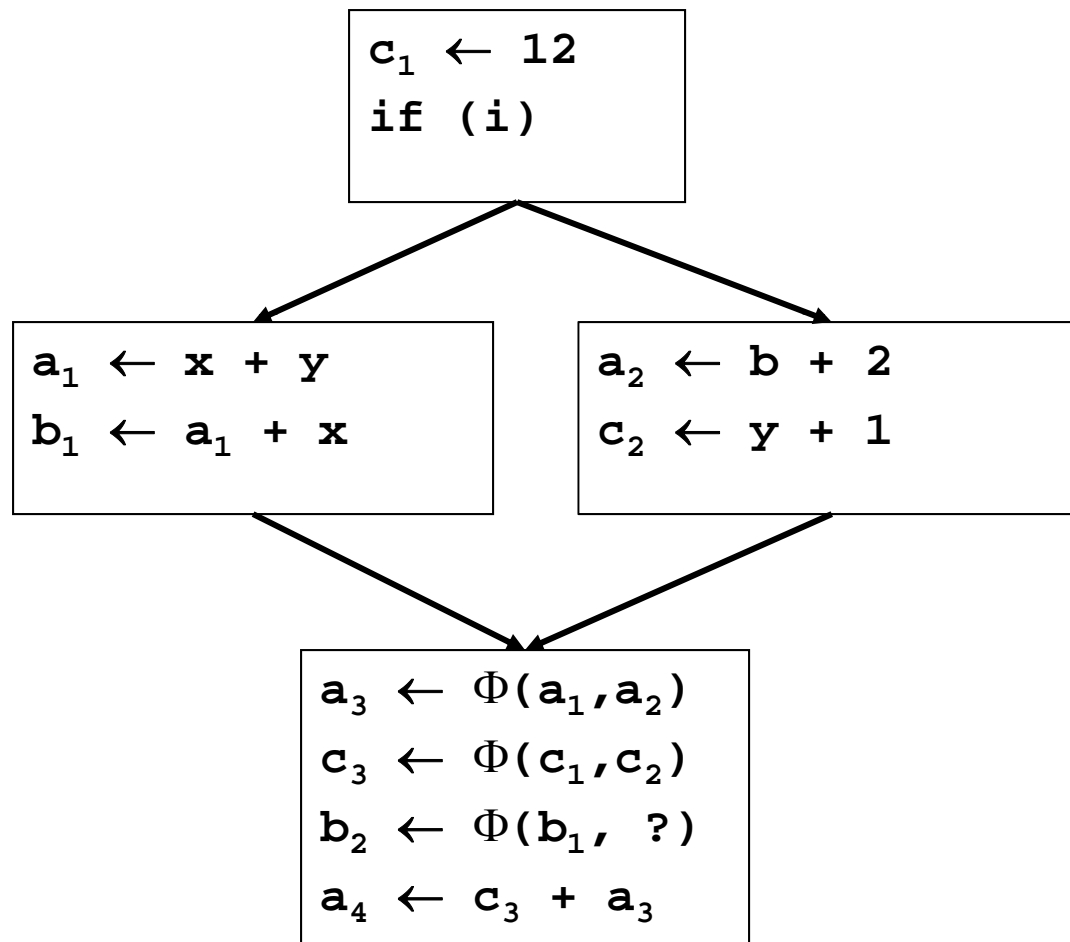 c₁ ← 12
if (i)
a₁ ← x + y
b₁ ← a₁ + x
a₂ ← b + 2
c₂ ← y + 1
a₃ ← Φ(a₁,a₂)
c₃ ← Φ(c₁,c₂)
b₂ ← Φ(b₁, ?)
a₄ ← c₃ + a₃